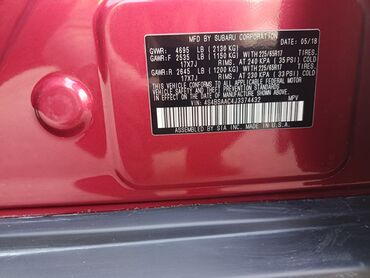 MFD BY SUBARU CORPORATION DATE: 05/18
GVWR: 4695 LB (2130 KG)
GAWR:F 2535 LB (1150 KG) WITH 225/65R17
17X7J TIRES, AT 240 KPA (35 PSI) COLD
GAWR:R 2645 LB (1200 KG) WITH 225/65R17
17X7J TIRES, AT 230 KPA (33 PSI) COLD
THIS VEHICLE CONFORMS TO ALL APPLICABLE FEDERAL MOTOR
VEHICLE SAFETY, BUMPER, AND THEFT PREVENTION STANDARDS
IN EFFECT ON THE DATE OF MANUFACTURE SHOWN ABOVE.
VIN: 4S4BSAAC4J3374432 MPV
ASSEMBLED BY SIA INC. MADE IN U.S.A.